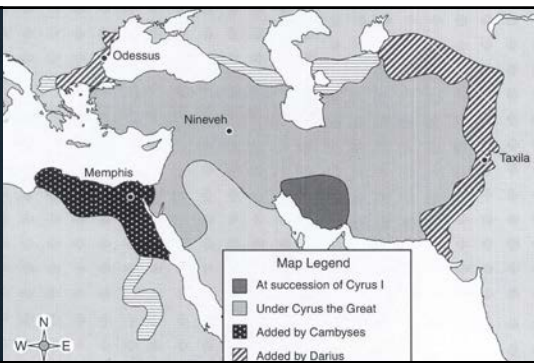 Odessus
Nineveh
Memphis
Taxila
Map Legend
At succession of Cyrus I
Under Cyrus the Great
Added by Cambyses
Added by Darius
N
W E
S